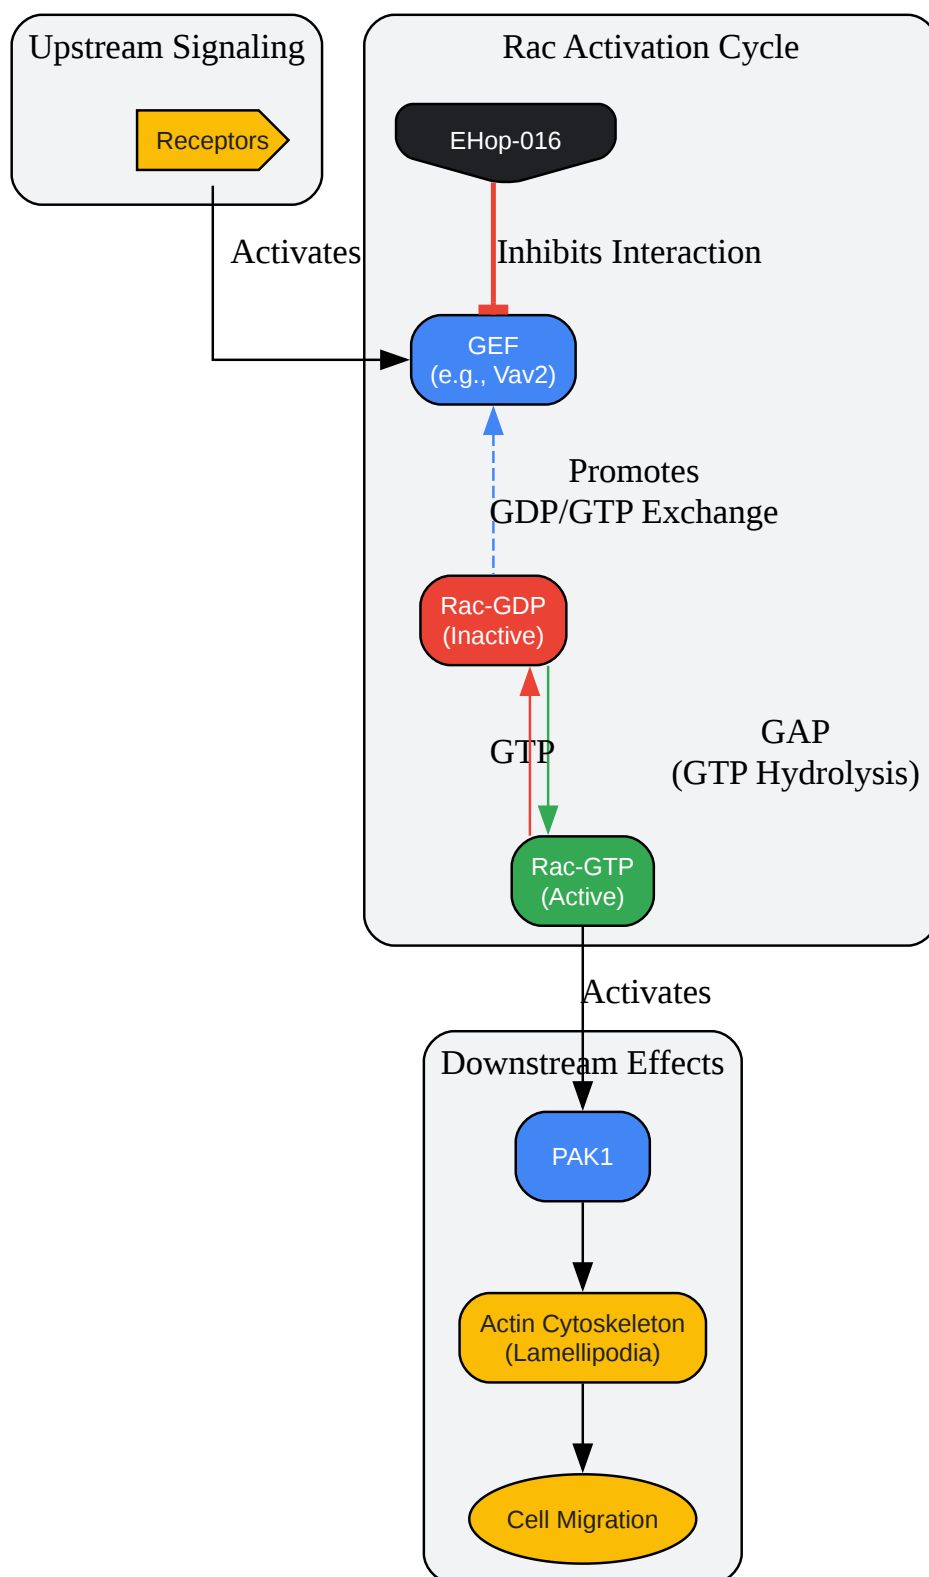 Upstream Signaling
Receptors
Activates
Rac Activation Cycle
EHop-016
Inhibits Interaction
GEF
(e.g., Vav2)
Promotes
GDP/GTP Exchange
Rac-GDP
(Inactive)
GTP
GAP
(GTP Hydrolysis)
Rac-GTP
(Active)
Activates
Downstream Effects
PAK1
Actin Cytoskeleton
(Lamellipodia)
Cell Migration